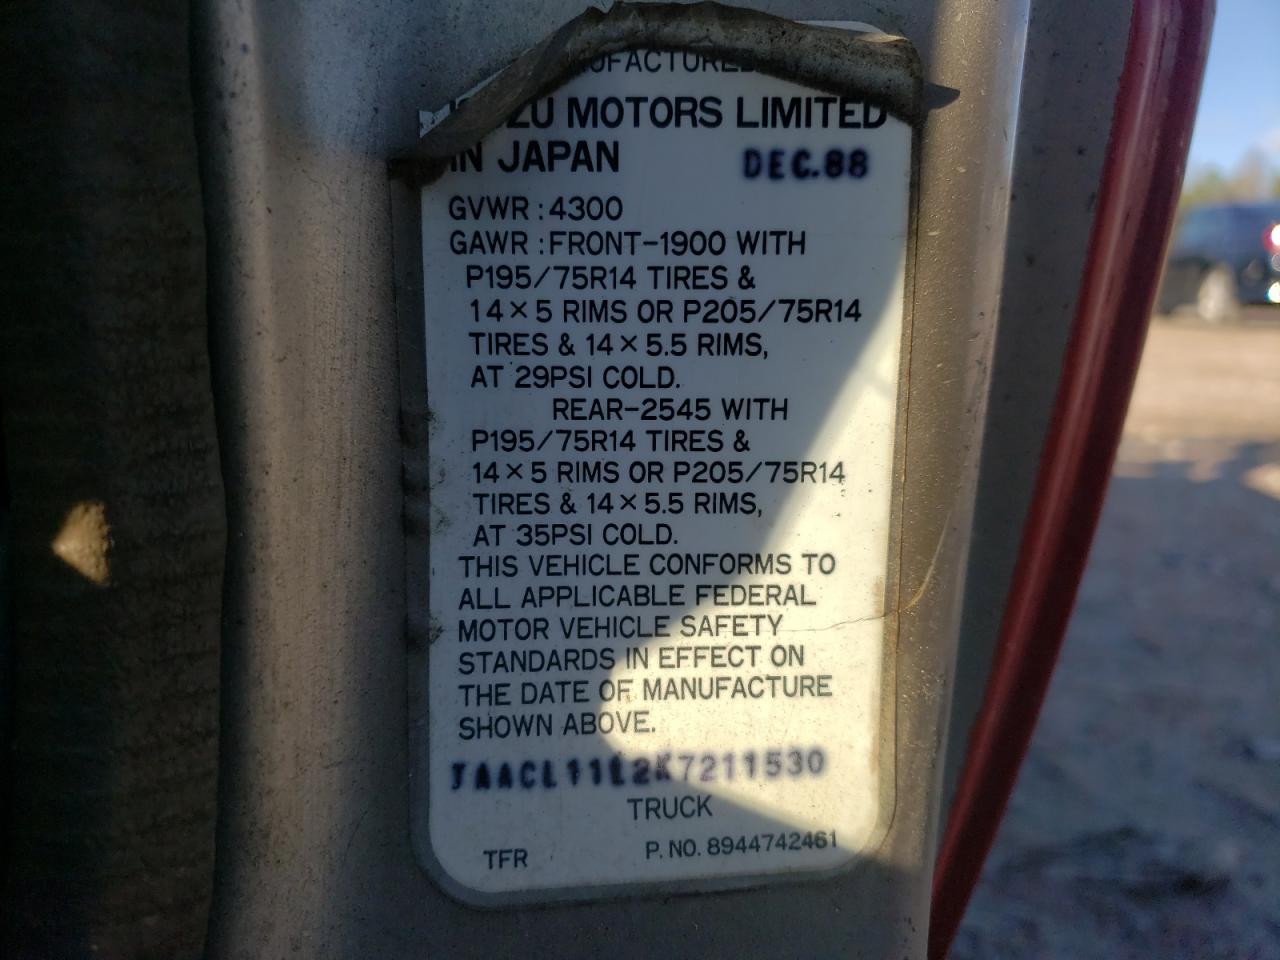 MOTORS LIMITED
IN JAPAN DEC.88
GVWR : 4300
GAWR : FRONT-1900 WITH
P195/75R14 TIRES &
14×5 RIMS OR P205/75R14
TIRES & 14×5.5 RIMS,
AT 29PSI COLD.
REAR-2545 WITH
P195/75R14 TIRES &
14×5 RIMS OR P205/75R14
TIRES & 14×5.5 RIMS,
AT 35PSI COLD.
THIS VEHICLE CONFORMS TO
ALL APPLICABLE FEDERAL
MOTOR VEHICLE SAFETY
STANDARDS IN EFFECT ON
THE DATE OF MANUFACTURE
SHOWN ABOVE.
JAACL11L2K7211530
TRUCK
TFR P. NO. 8944742461